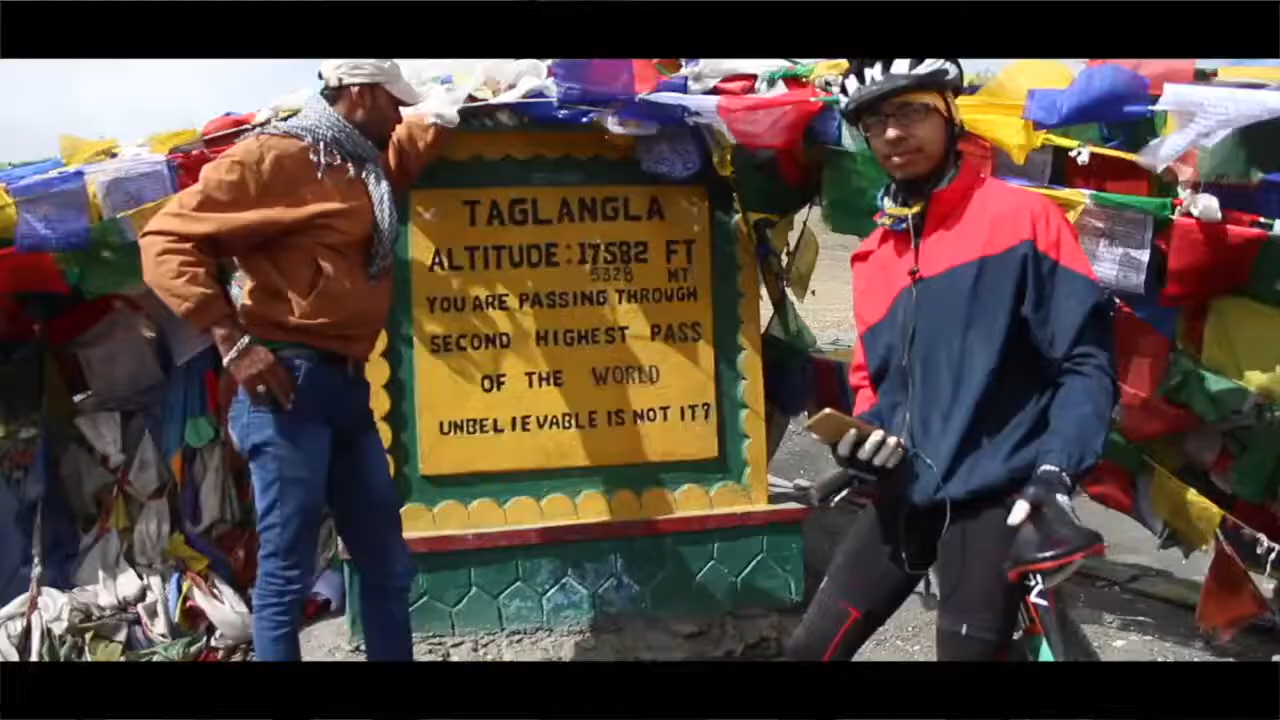 TAGLANGLA
ALTITUDE : 17582 FT
5328 MT
YOU ARE PASSING THROUGH
SECOND HIGHEST PASS
OF THE WORLD
UNBELIEVABLE IS NOT IT?